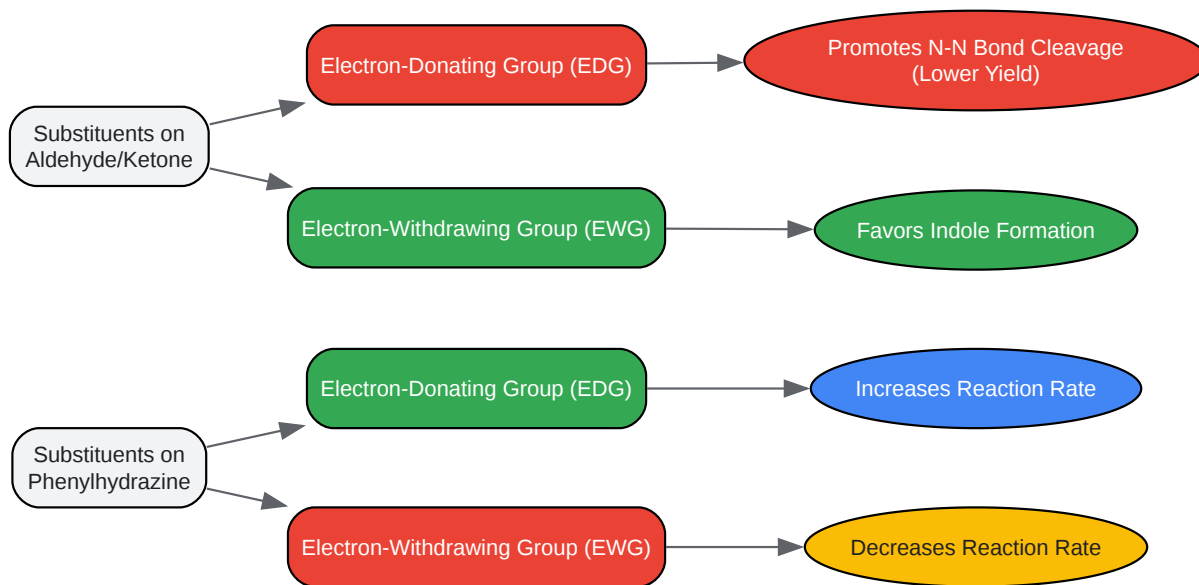 Substituents on
Aldehyde/Ketone
Electron-Donating Group (EDG)
Promotes N-N Bond Cleavage
(Lower Yield)
Electron-Withdrawing Group (EWG)
Favors Indole Formation
Substituents on
Phenylhydrazine
Electron-Donating Group (EDG)
Increases Reaction Rate
Electron-Withdrawing Group (EWG)
Decreases Reaction Rate